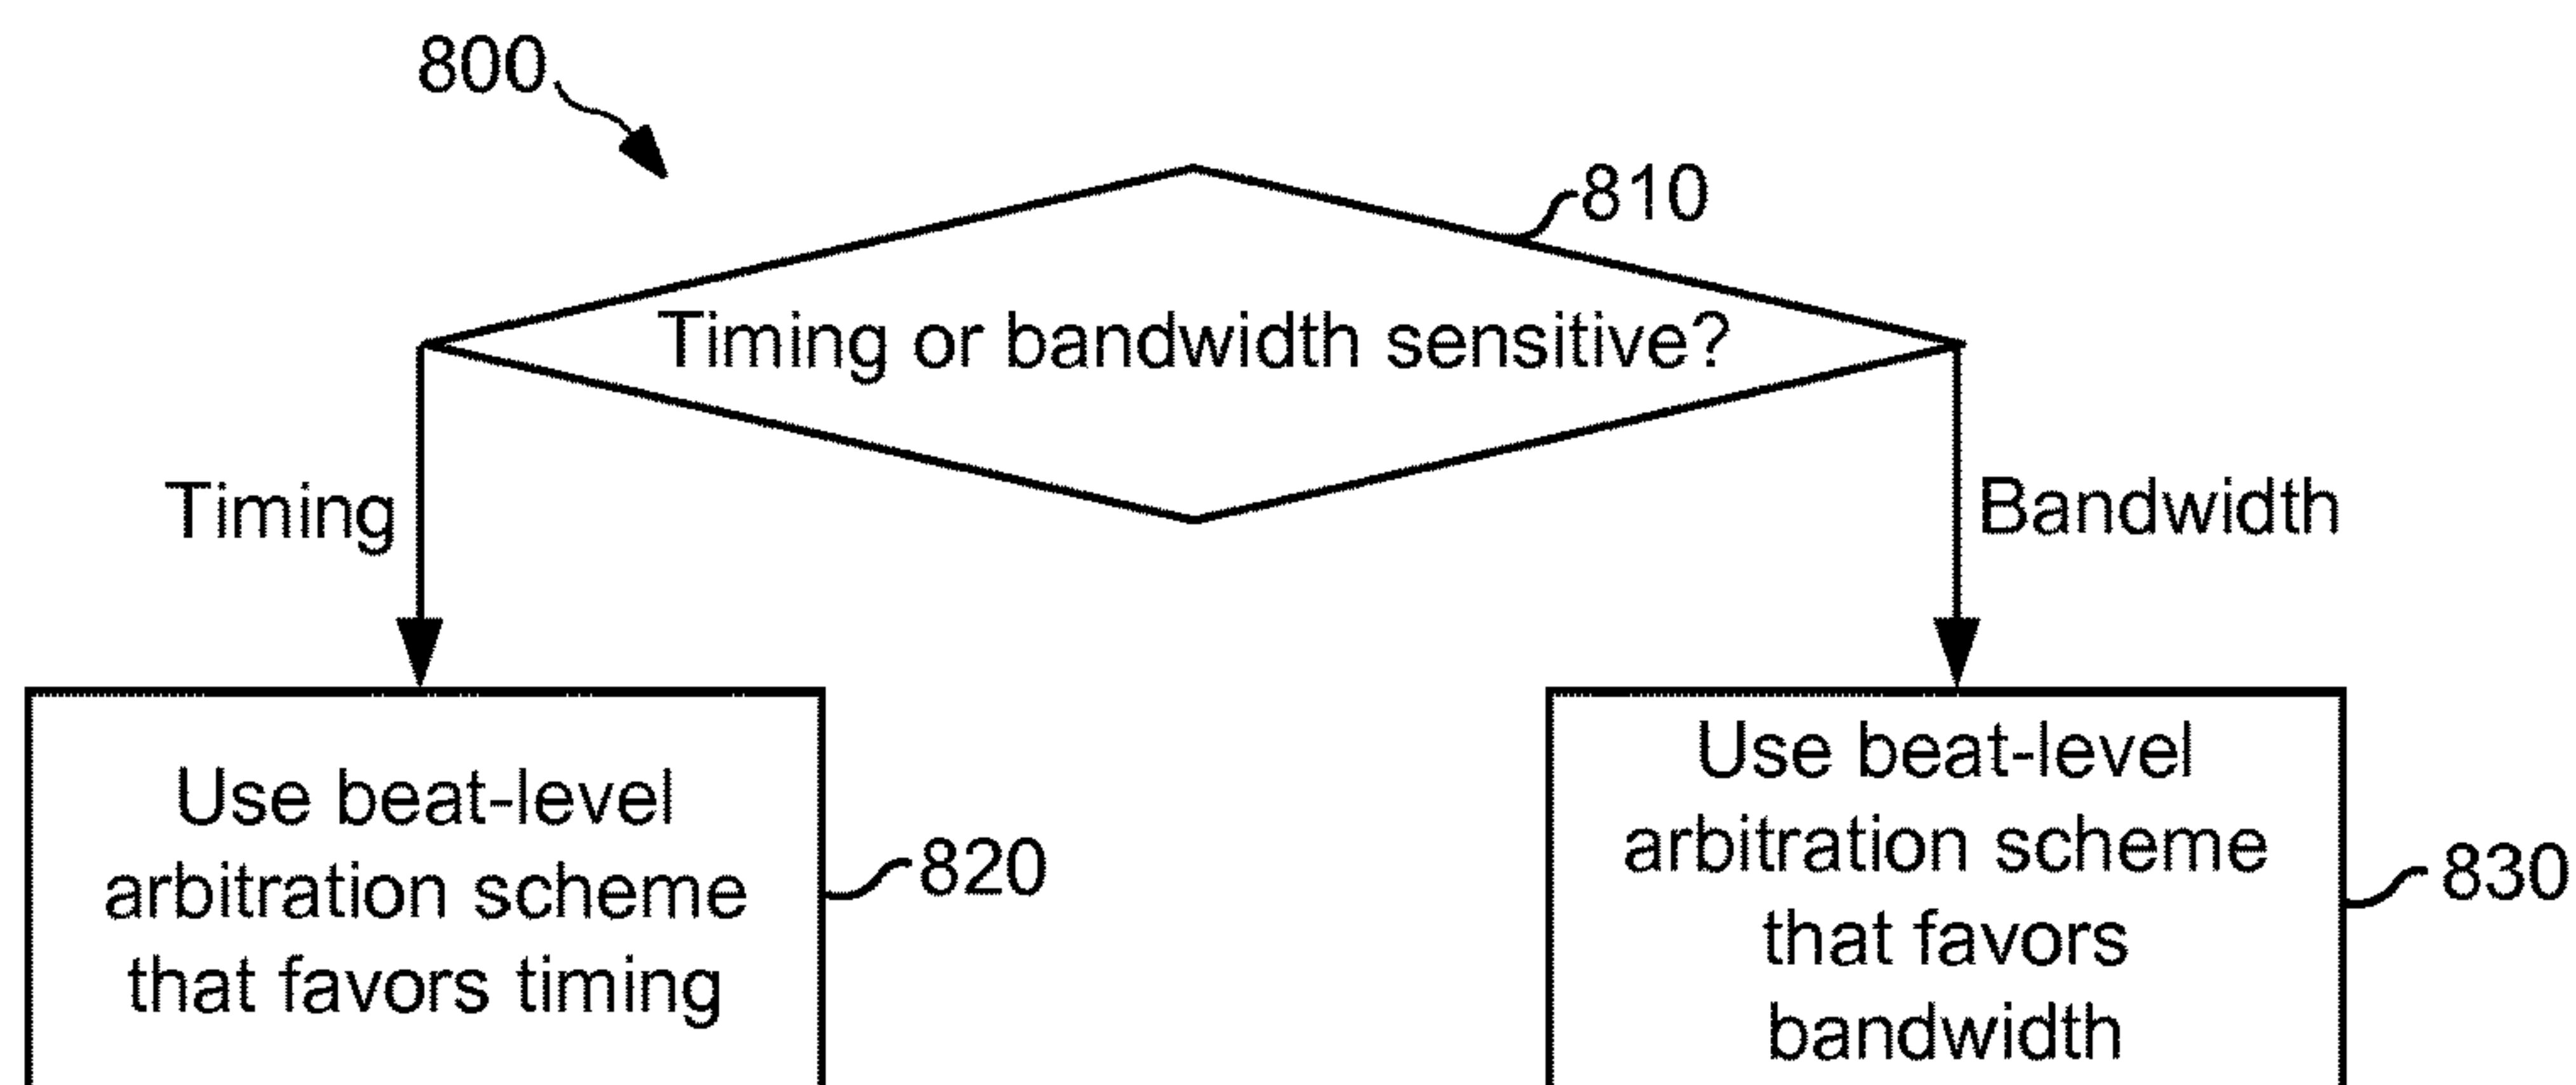 800
810
Timing or bandwidth sensitive?
Timing
Bandwidth
Use beat-level
arbitration scheme
that favors timing
820
Use beat-level
arbitration scheme
that favors
bandwidth
830